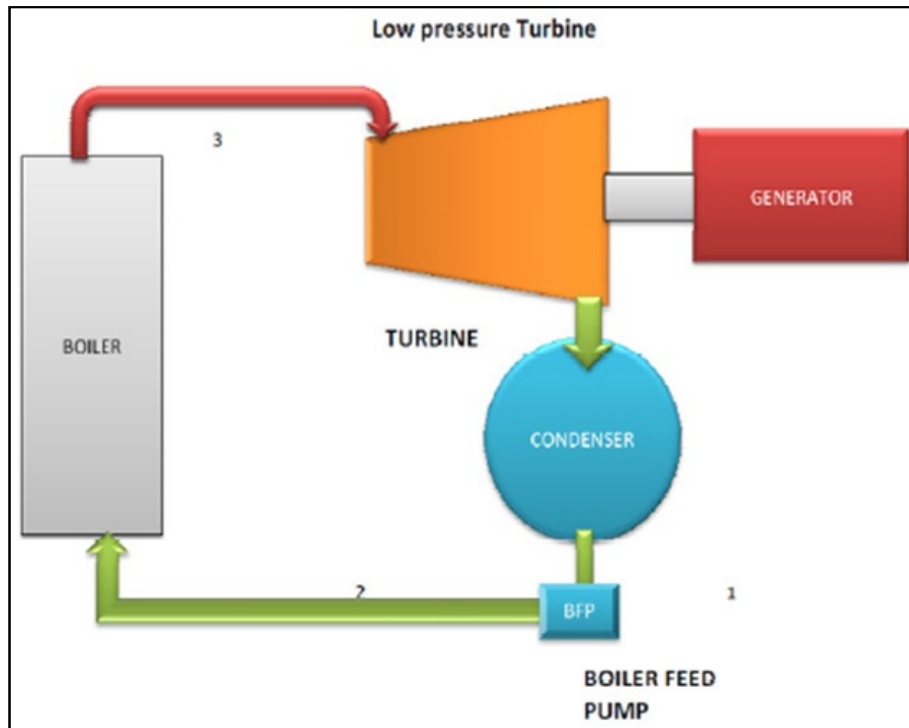 Low pressure Turbine
3
GENERATOR
BOILER
TURBINE
CONDENSER
2
1
BFP
BOILER FEED
PUMP